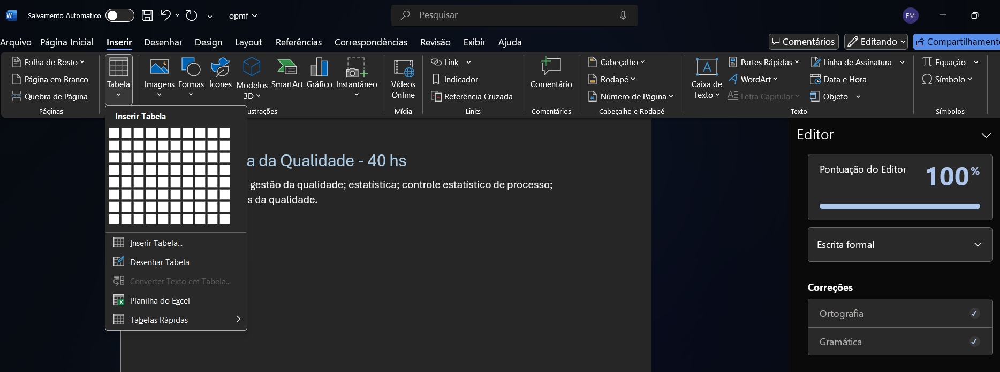 Salvamento Automático
opmf
Pesquisar
FM
Arquivo Página Inicial Inserir Desenhar Design Layout Referências Correspondências Revisão Exibir Ajuda
Comentários Editando Compartilhamento
Folha de Rosto
Página em Branco
Quebra de Página
Páginas
Tabela
Imagens
Formas
Ícones
Modelos
3D
SmartArt
Gráfico
Instantâneo
ustrações
Vídeos
Online
Mídia
Link
Indicador
Referência Cruzada
Links
Comentário
Comentários
Cabeçalho
Rodapé
Número de Página
Cabeçalho e Rodapé
Caixa de
Texto
Partes Rápidas
WordArt
Letra Capitular
Linha de Assinatura
Data e Hora
Objeto
Texto
Equação
Símbolo
Símbolos
Inserir Tabela
Inserir Tabela...
Desenhar Tabela
Converter Texto em Tabela...
Planilha do Excel
Tabelas Rápidas
a da Qualidade - 40 hs
gestão da qualidade; estatística; controle estatístico de processo;
s da qualidade.
Editor
Pontuação do Editor
100%
Escrita formal
Correções
Ortografia
Gramática